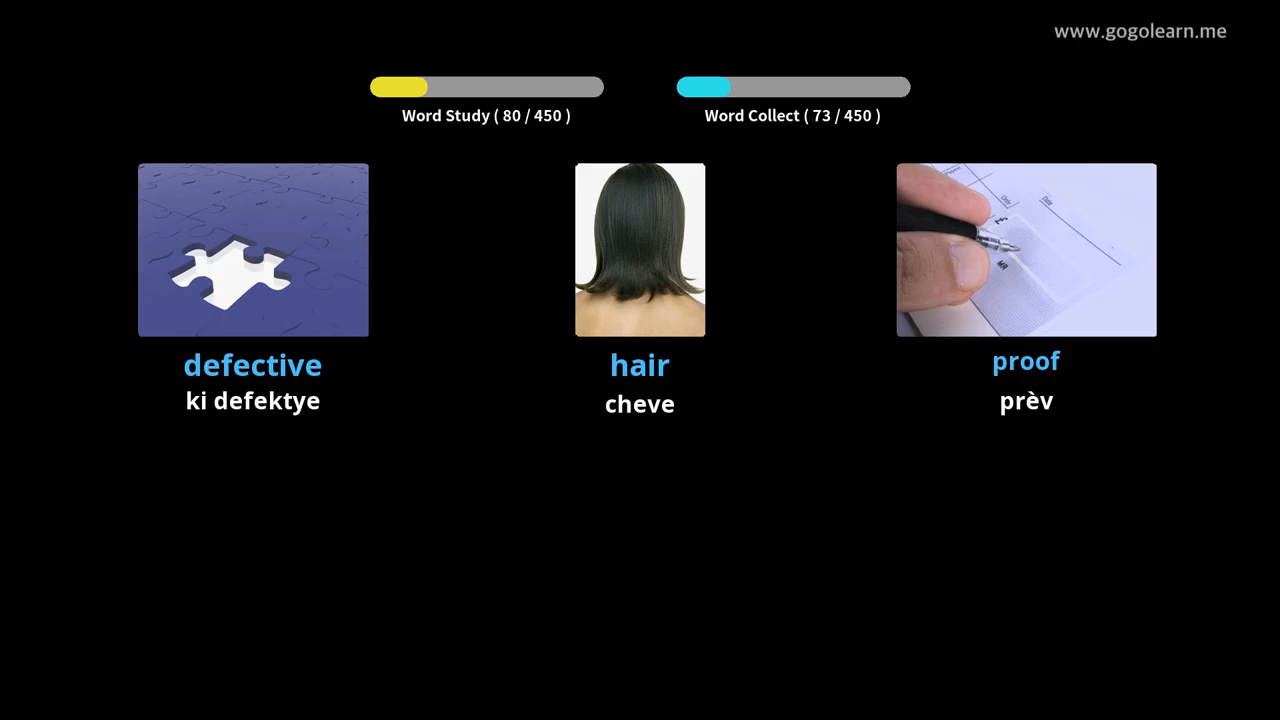 www.gogolearn.me
Word Study ( 80 / 450 )
Word Collect ( 73 / 450 )
defective
ki defektye
hair
cheve
proof
prèv